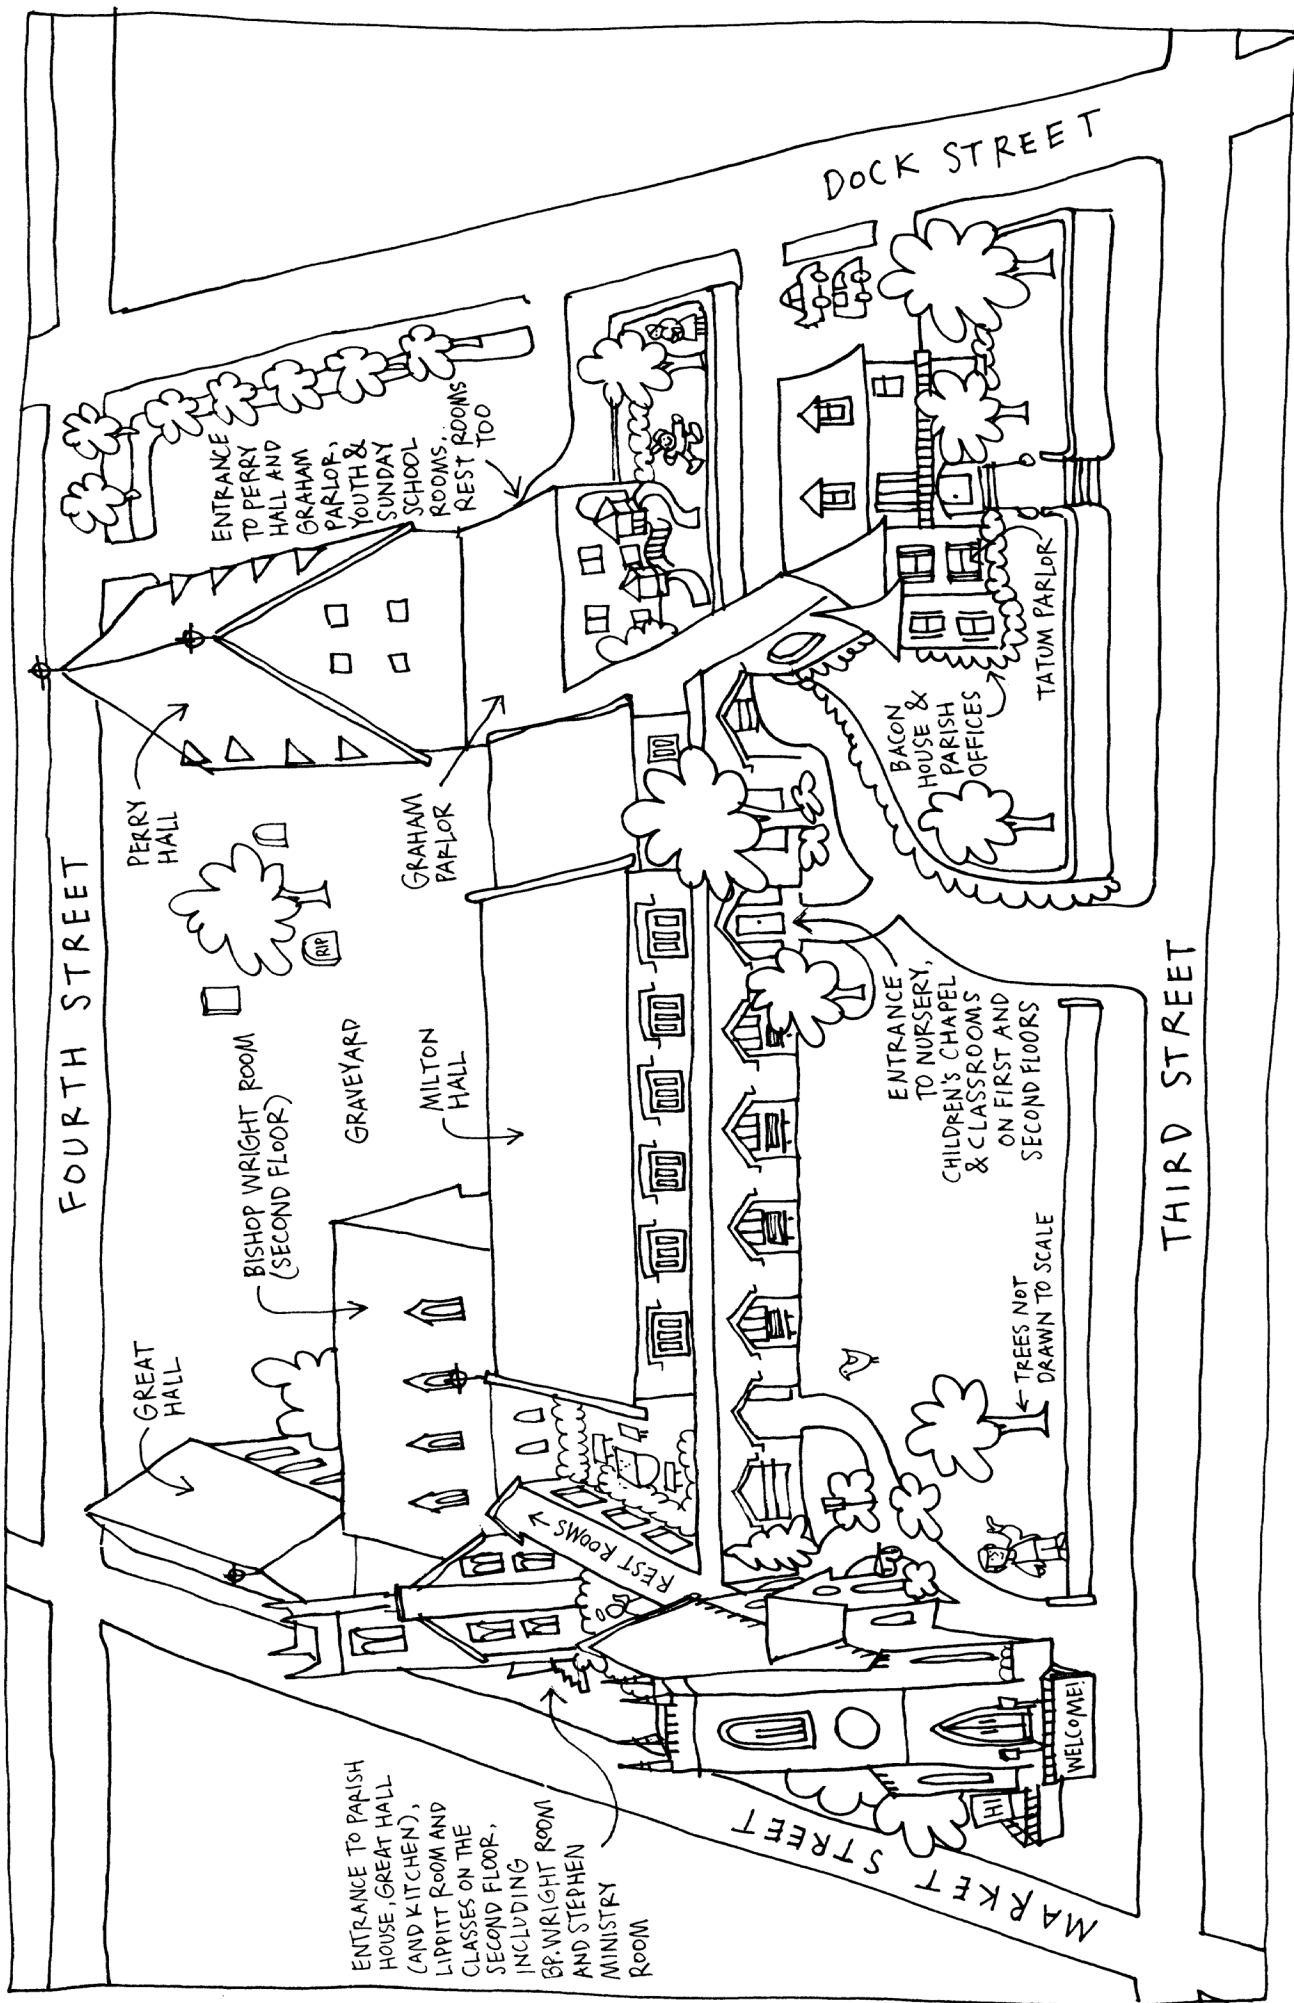 FOURTH STREET
GREAT
HALL
BISHOP WRIGHT ROOM
(SECOND FLOOR)
GRAVEYARD
RIP
PERRY
HALL
ENTRANCE
TO PERRY
HALL AND
GRAHAM
PARLOR,
YOUTH &
SUNDAY
SCHOOL
ROOMS.
REST ROOMS
TOO
DOCK STREET
MILTON
HALL
GRAHAM
PARLOR
ENTRANCE TO PARISH
HOUSE, GREAT HALL
(AND KITCHEN),
LIPPITT ROOM AND
CLASSES ON THE
SECOND FLOOR,
INCLUDING
BP. WRIGHT ROOM
AND STEPHEN
MINISTRY
ROOM
REST ROOMS →
MARKET STREET
HI
WELCOME!
← TREES NOT
DRAWN TO SCALE
ENTRANCE
TO NURSERY,
CHILDREN'S CHAPEL
& CLASSROOMS
ON FIRST AND
SECOND FLOORS
BACON
HOUSE &
PARISH
OFFICES
TATUM PARLOR
THIRD STREET